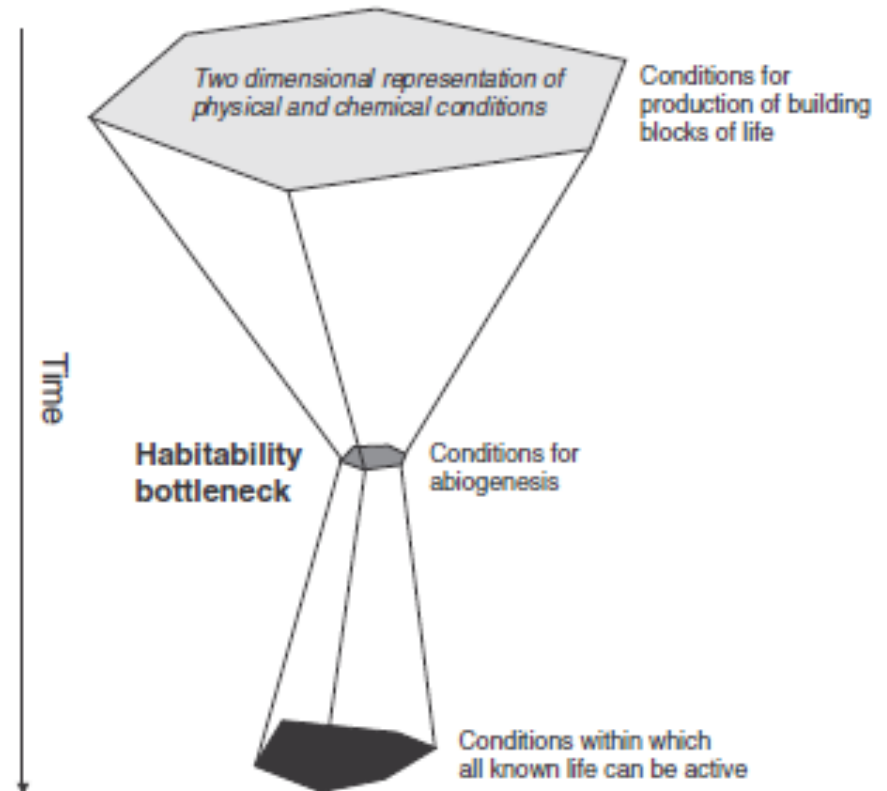 Two dimensional representation of
physical and chemical conditions
Conditions for
production of building
blocks of life
Time
Habitability
bottleneck
Conditions for
abiogenesis
Conditions within which
all known life can be active